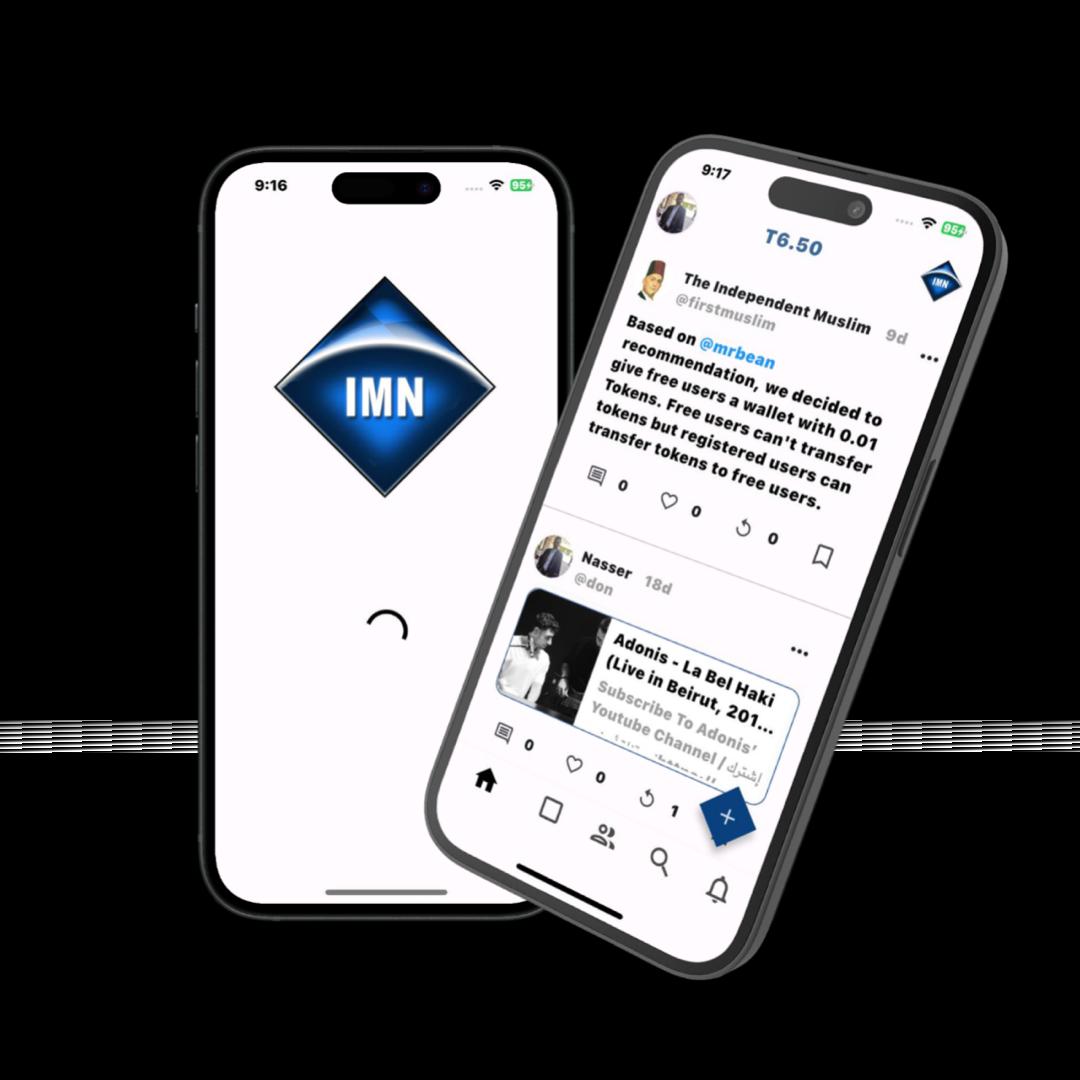 9:16
95
IMN
9:17
95
T6.50
IMN
The Independent Muslim 9d
@firstmuslim
Based on @mrbean
recommendation, we decided to
give free users a wallet with 0.01
Tokens. Free users can't transfer
tokens but registered users can
transfer tokens to free users.
0 0 0
Nasser 18d
@don
Adonis - La Bel Haki
(Live in Beirut, 201...
Subscribe To Adonis'
Youtube Channel | إشترك
0 0 1